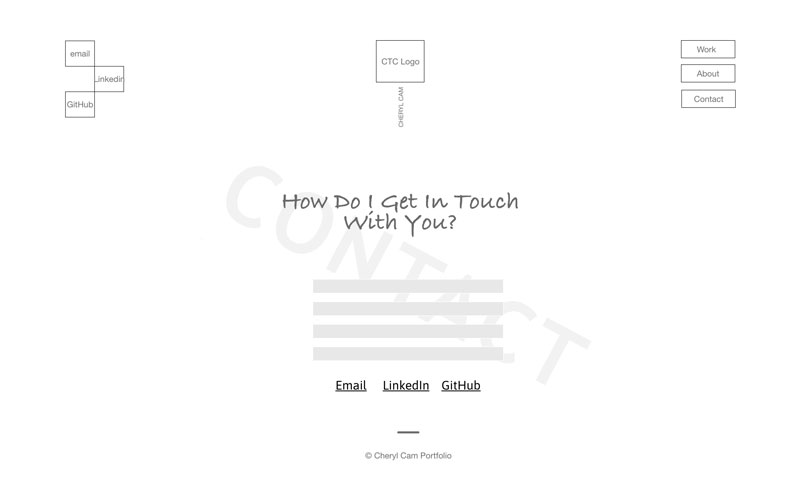 email
Linkedin
GitHub
CTC Logo
CHERYL CAM
Work
About
Contact
CONTACT
How Do I Get In Touch
With You?
Email LinkedIn GitHub
© Cheryl Cam Portfolio